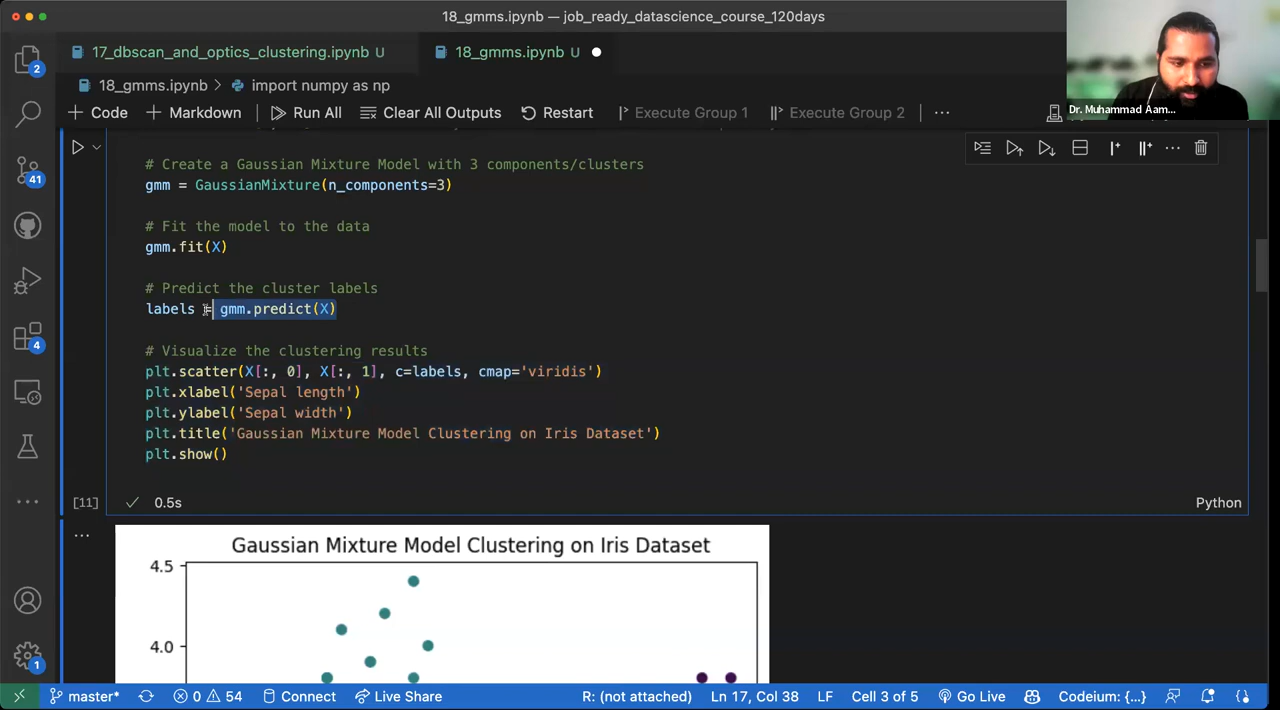 18_gmms.ipynb — job_ready_datascience_course_120days
17_dbscan_and_optics_clustering.ipynb U
18_gmms.ipynb U
18_gmms.ipynb > import numpy as np
Dr. Muhammad Aam...
+ Code + Markdown Run All Clear All Outputs Restart Execute Group 1 Execute Group 2 ...
2
41
4
1
# Create a Gaussian Mixture Model with 3 components/clusters
gmm = GaussianMixture(n_components=3)
# Fit the model to the data
gmm.fit(X)
# Predict the cluster labels
labels = gmm.predict(X)
# Visualize the clustering results
plt.scatter(X[:, 0], X[:, 1], c=labels, cmap='viridis')
plt.xlabel('Sepal length')
plt.ylabel('Sepal width')
plt.title('Gaussian Mixture Model Clustering on Iris Dataset')
plt.show()
[11] 0.5s Python
Gaussian Mixture Model Clustering on Iris Dataset
4.5
4.0
master* 0 54 Connect Live Share R: (not attached) Ln 17, Col 38 LF Cell 3 of 5 Go Live Codeium: {...}